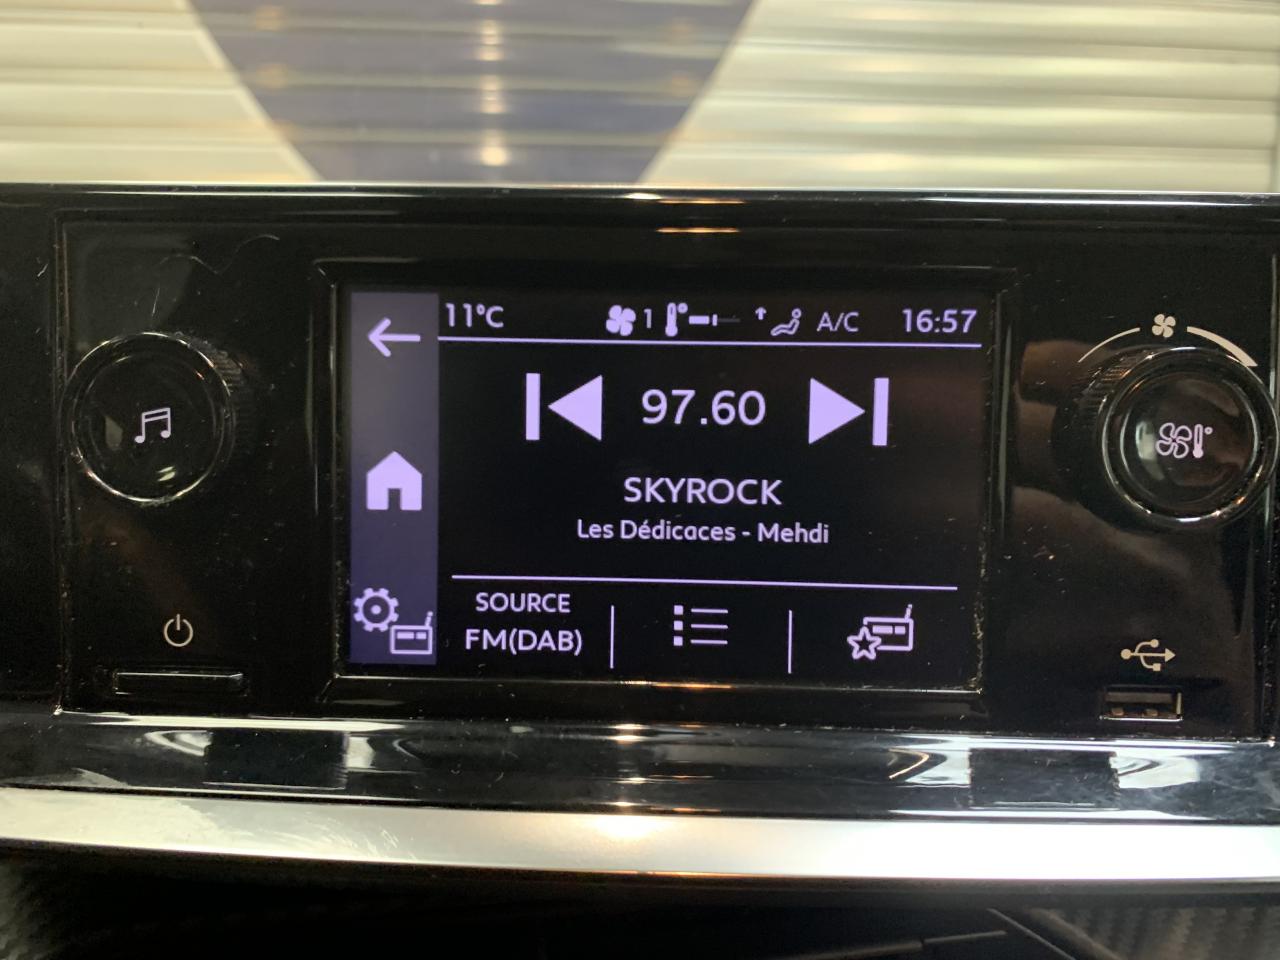 11°C 1 A/C 16:57
97.60
SKYROCK
Les Dédicaces - Mehdi
SOURCE
FM(DAB)